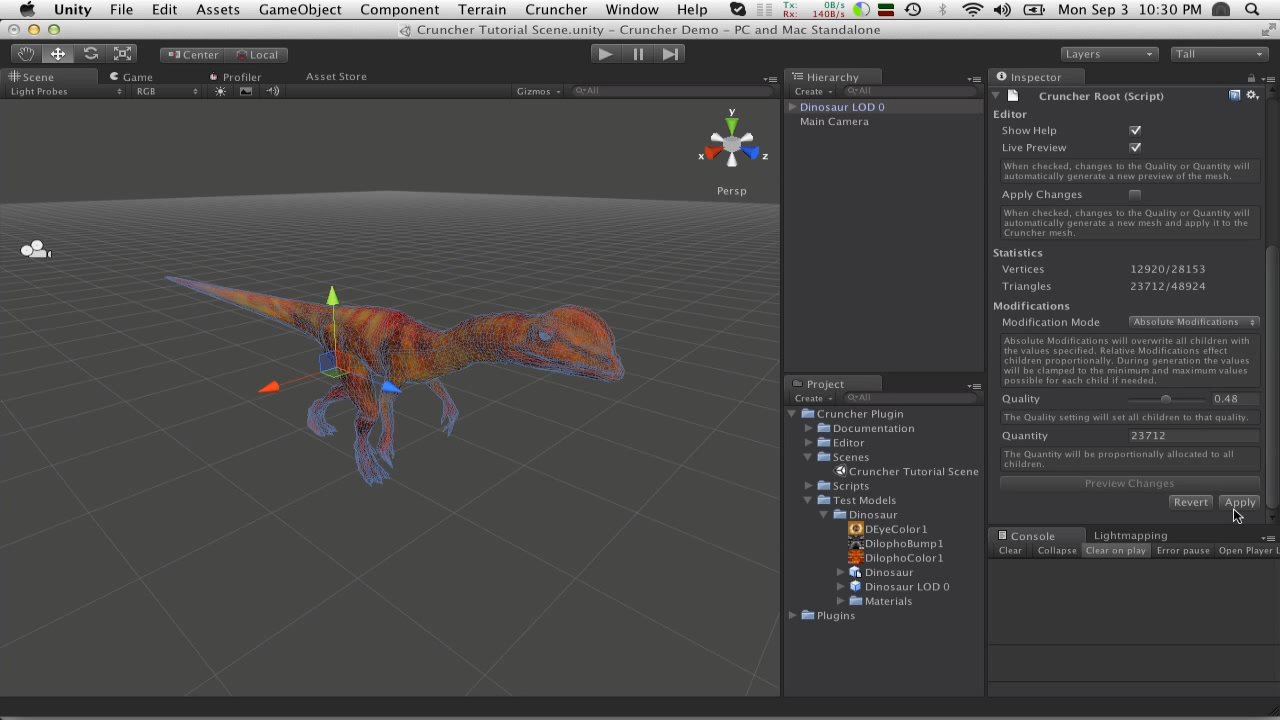 Unity File Edit Assets GameObject Component Terrain Cruncher Window Help Tx: 0B/s Rx: 140B/s Mon Sep 3 10:30 PM
Cruncher Tutorial Scene.unity - Cruncher Demo - PC and Mac Standalone
Center Local Layers Tall
Scene Game Profiler Asset Store
Light Probes RGB Gizmos All
y
x z
Persp
Hierarchy
Create All
Dinosaur LOD 0
Main Camera
Project
Create All
Cruncher Plugin
Documentation
Editor
Scenes
Cruncher Tutorial Scene
Scripts
Test Models
Dinosaur
DEyeColor1
DilophoBump1
DilophoColor1
Dinosaur
Dinosaur LOD 0
Materials
Plugins
Inspector
Cruncher Root (Script)
Editor
Show Help
Live Preview
When checked, changes to the Quality or Quantity will
automatically generate a new preview of the mesh.
Apply Changes
When checked, changes to the Quality or Quantity will
automatically generate a new mesh and apply it to the
Cruncher mesh.
Statistics
Vertices 12920/28153
Triangles 23712/48924
Modifications
Modification Mode Absolute Modifications
Absolute Modifications will overwrite all children with
the values specified. Relative Modifications effect
children proportionally. During generation the values
will be clamped to the minimum and maximum values
possible for each child if needed.
Quality 0.48
The Quality setting will set all children to that quality.
Quantity 23712
The Quantity will be proportionally allocated to all
children.
Preview Changes
Revert Apply
Console Lightmapping
Clear Collapse Clear on play Error pause Open Player L